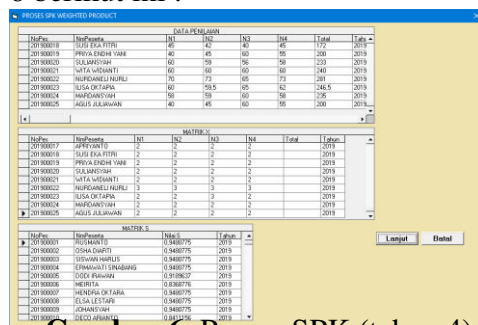 PROSES SPK WEIGHTED PRODUCT
DATA PENILAIAN
NoPes NmPeserta N1 N2 N3 N4 Total Tahu
201900018 SUSI EKA FITRI 45 42 40 45 172 2019
201900019 PRIYA ENDHI YANI 40 45 60 55 200 2019
201900020 SULIANSYAH 60 59 56 58 233 2019
201900021 WITA WIDIANTI 60 60 60 60 240 2019
201900022 NURDANELI NURLI 70 73 65 73 281 2019
201900023 ILISA OKTAPIA 60 59,5 65 62 246,5 2019
201900024 MARDANSYAH 58 59 60 58 235 2019
201900025 AGUS JULIAWAN 40 45 60 55 200 2019
MATRIK X
NoPes NmPeserta N1 N2 N3 N4 Total Tahun
201900017 APRIYANTO 2 2 2 2 2019
201900018 SUSI EKA FITRI 2 2 2 2 2019
201900019 PRIYA ENDHI YANI 2 2 2 2 2019
201900020 SULIANSYAH 2 2 2 2 2019
201900021 WITA WIDIANTI 2 2 2 2 2019
201900022 NURDANELI NURLI 3 3 3 3 2019
201900023 ILISA OKTAPIA 2 2 3 2 2019
201900024 MARDANSYAH 2 2 2 2 2019
201900025 AGUS JULIAWAN 2 2 2 2 2019
MATRIK S
NoPes NmPeserta Nilai S Tahun
201900001 RUSMANTO 0,9480775 2019
201900002 OSHA DIARTI 0,9480775 2019
201900003 SISWAN HARLIS 0,9480775 2019
201900004 ERMAWATI SINABANG 0,9480775 2019
201900005 DODI IRAWAN 0,9189637 2019
201900006 MEIRITA 0,8368776 2019
201900007 HENDRA OKTARA 0,9480775 2019
201900008 ELSA LESTARI 0,9480775 2019
201900009 JOHANSYAH 0,9480775 2019
201900010 DECO ARIANTO 2019
Lanjut Batal
SPK (tahap 4)